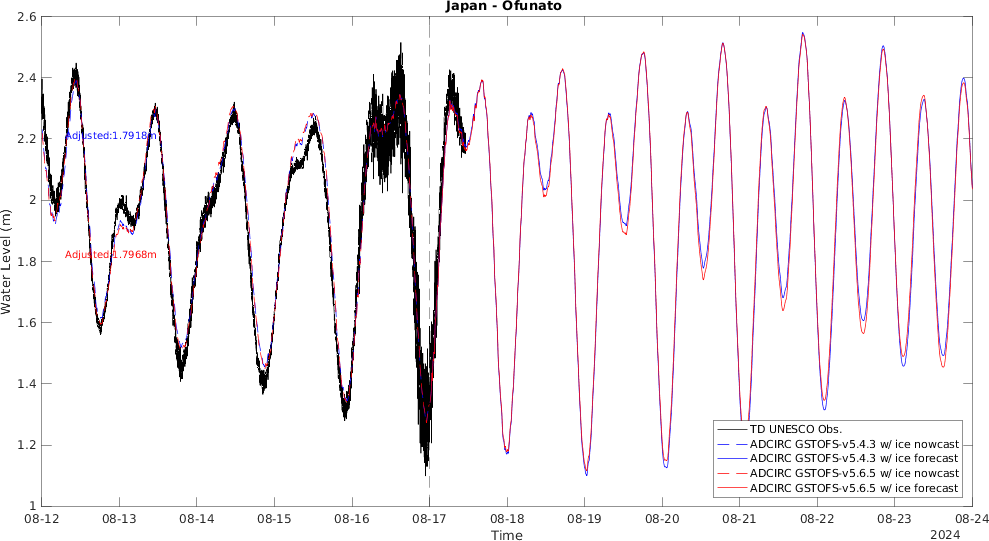 Japan - Ofunato
2.6
2.4
2.2
2
1.8
1.6
1.4
1.2
1
Water Level (m)
Adjusted:1.7918m
Adjusted:1.7968m
TD UNESCO Obs.
ADCIRC GSTOFS-v5.4.3 w/ ice nowcast
ADCIRC GSTOFS-v5.4.3 w/ ice forecast
ADCIRC GSTOFS-v5.6.5 w/ ice nowcast
ADCIRC GSTOFS-v5.6.5 w/ ice forecast
08-12 08-13 08-14 08-15 08-16 08-17 08-18 08-19 08-20 08-21 08-22 08-23 08-24
Time
2024